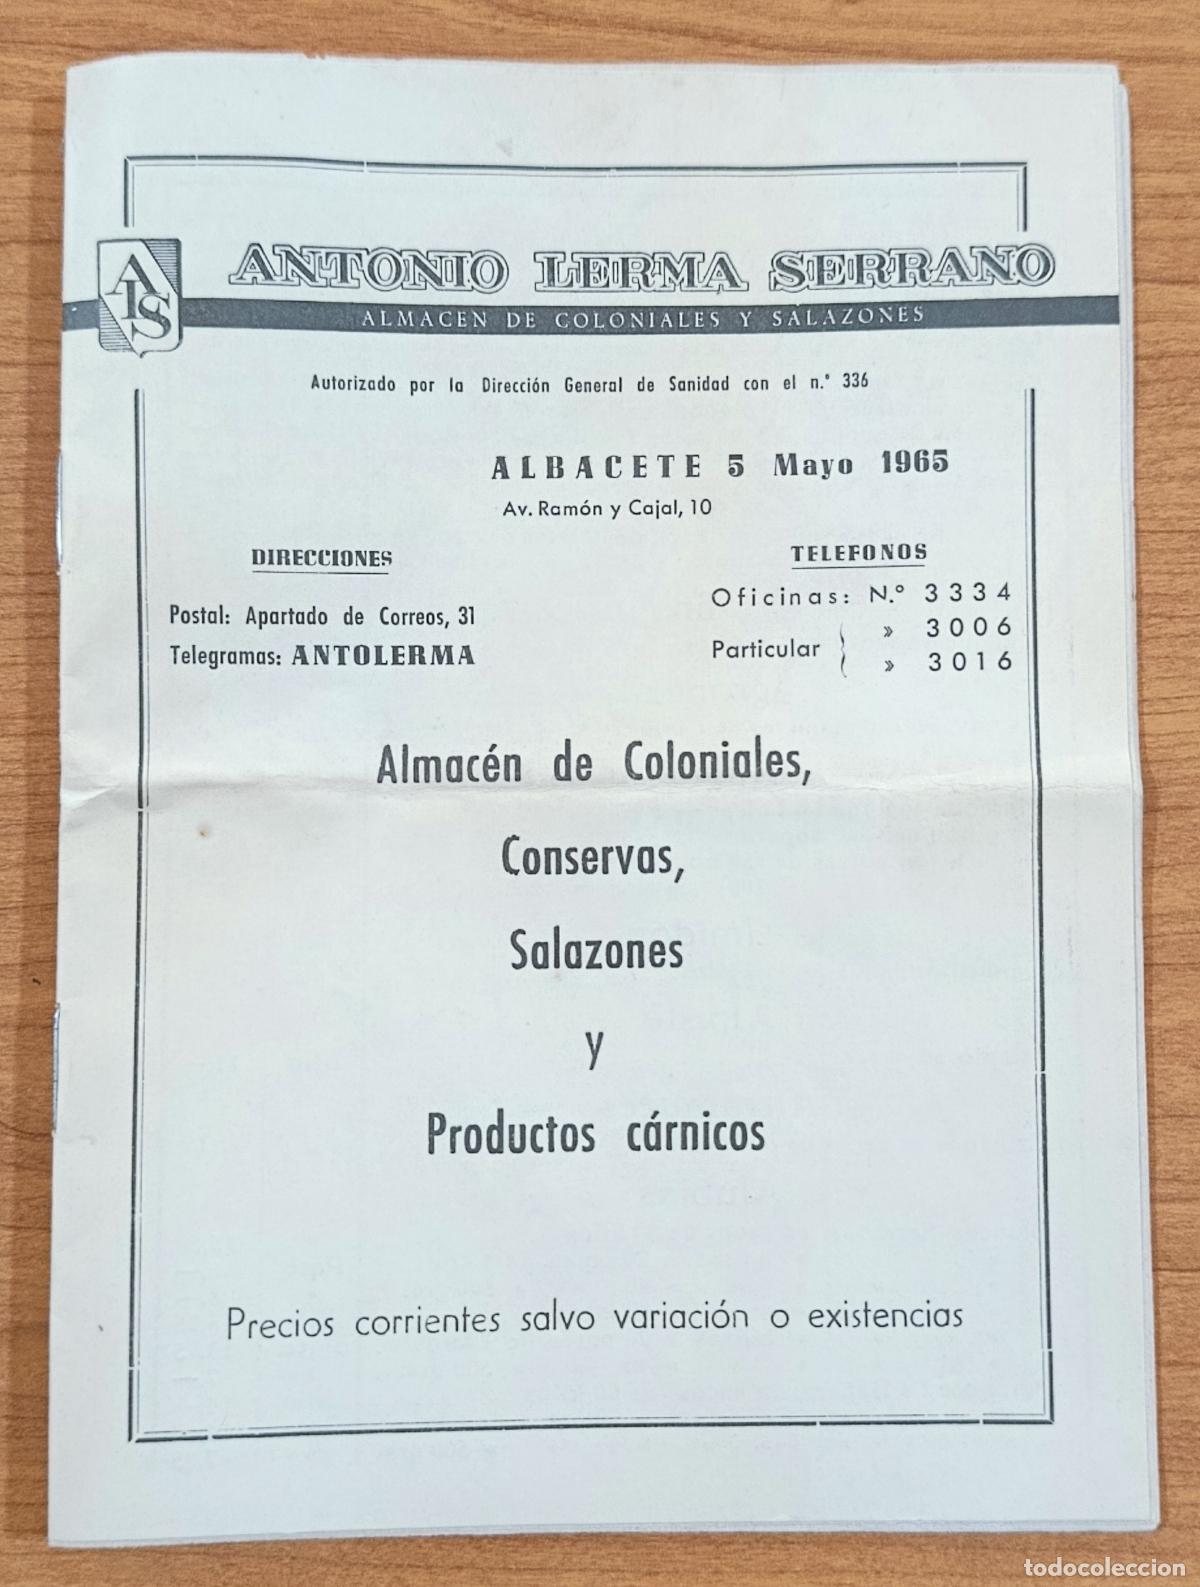 ALS
ANTONIO LERMA SERRANO
ALMACEN DE COLONIALES Y SALAZONES
Autorizado por la Dirección General de Sanidad con el n.º 336
ALBACETE 5 Mayo 1965
Av. Ramón y Cajal, 10
DIRECCIONES
Postal: Apartado de Correos, 31
Telegramas: ANTOLERMA
TELEFONOS
Oficinas: N.º 3334
Particular { » 3006
» 3016
Almacén de Coloniales,
Conservas,
Salazones
y
Productos cárnicos
Precios corrientes salvo variación o existencias
todocoleccion